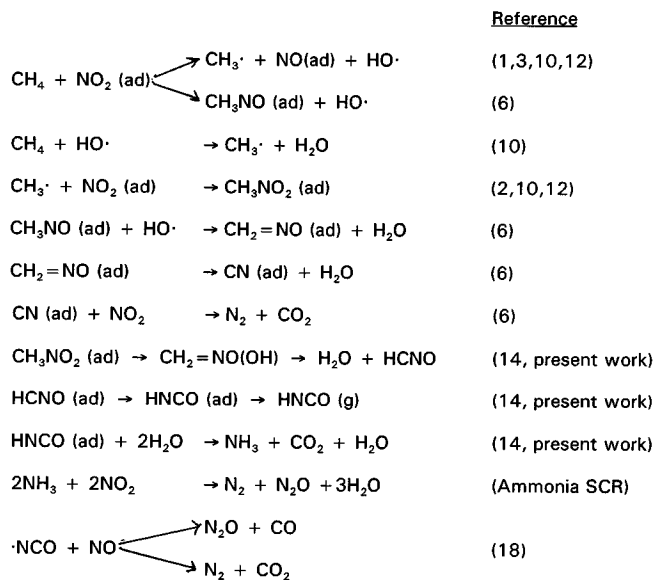 Reference
CH₃· + NO(ad) + HO· (1,3,10,12)
CH₄ + NO₂ (ad)
CH₃NO (ad) + HO· (6)
CH₄ + HO· → CH₃· + H₂O (10)
CH₃· + NO₂ (ad) → CH₃NO₂ (ad) (2,10,12)
CH₃NO (ad) + HO· → CH₂=NO (ad) + H₂O (6)
CH₂=NO (ad) → CN (ad) + H₂O (6)
CN (ad) + NO₂ → N₂ + CO₂ (6)
CH₃NO₂ (ad) → CH₂=NO(OH) → H₂O + HCNO (14, present work)
HCNO (ad) → HNCO (ad) → HNCO (g) (14, present work)
HNCO (ad) + 2H₂O → NH₃ + CO₂ + H₂O (14, present work)
2NH₃ + 2NO₂ → N₂ + N₂O +3H₂O (Ammonia SCR)
N₂O + CO
·NCO + NO (18)
N₂ + CO₂